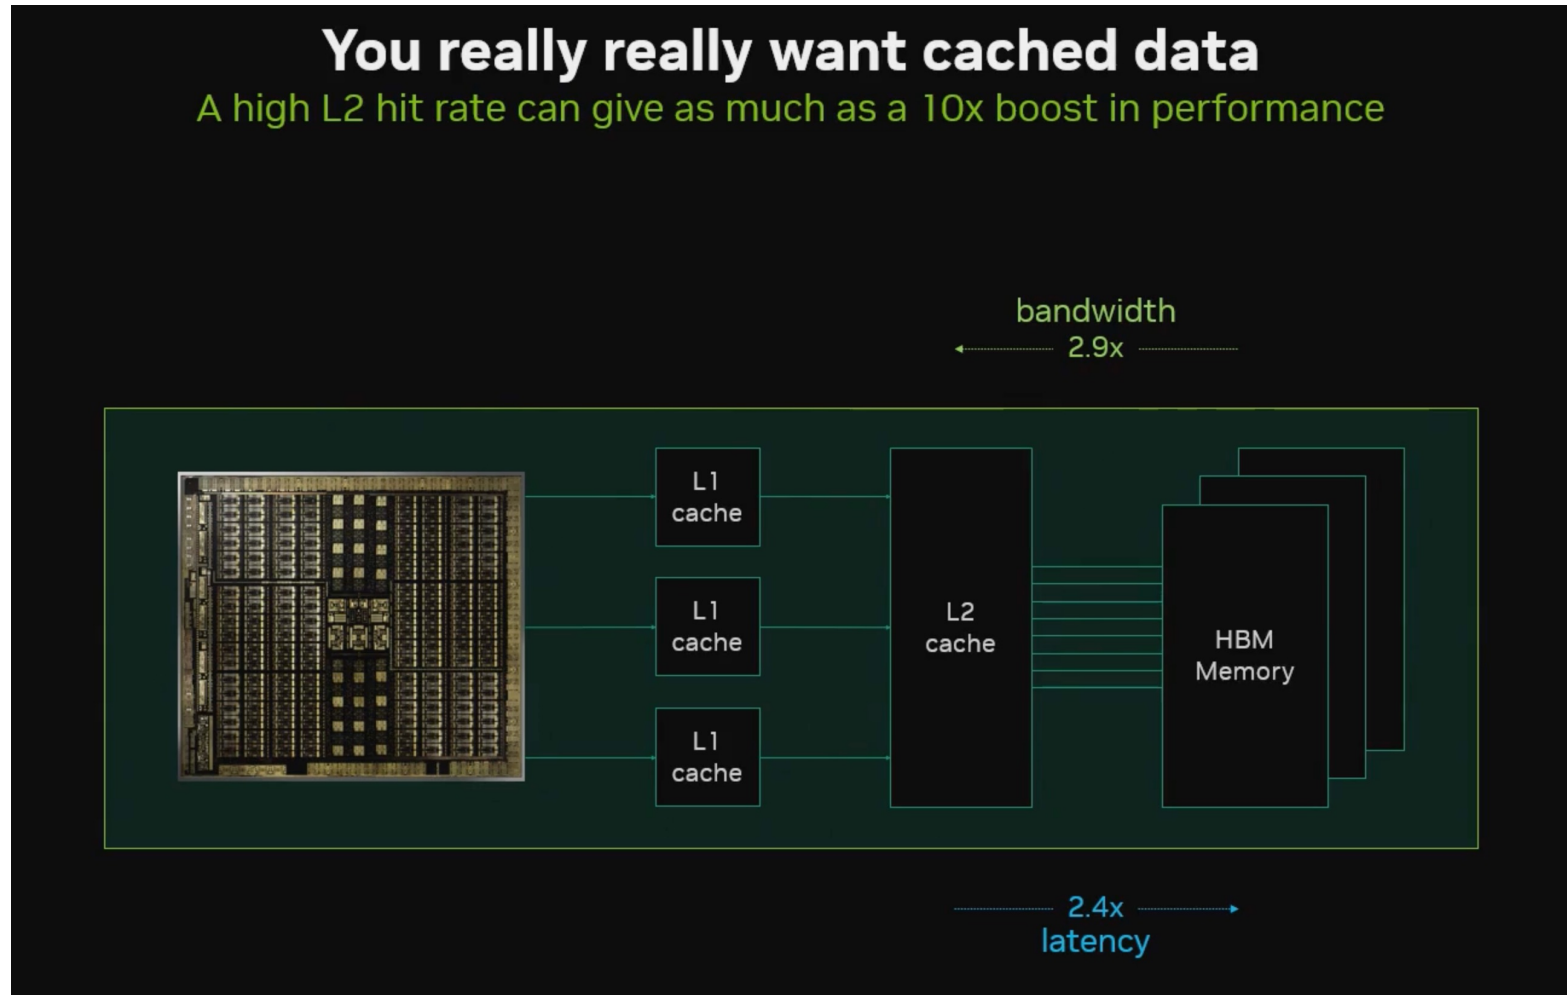 You really really want cached data
A high L2 hit rate can give as much as a 10x boost in performance
bandwidth
2.9x
L1
cache
L1
cache
L1
cache
L2
cache
HBM
Memory
2.4x
latency